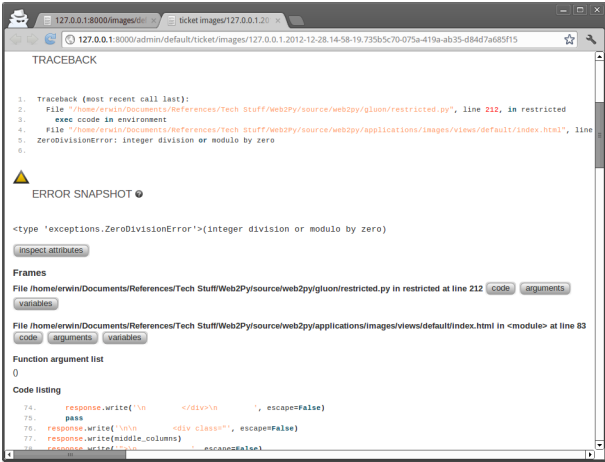 127.0.0.1:8000/images/def
ticket images/127.0.0.1.20
127.0.0.1:8000/admin/default/ticket/images/127.0.0.1.2012-12-28.14-58-19.735b5c70-075a-419a-ab35-d84d7a685f15
TRACEBACK
1. Traceback (most recent call last):
2. File "/home/erwin/Documents/References/Tech Stuff/Web2Py/source/web2py/gluon/restricted.py", line 212, in restricted
3. exec ccode in environment
4. File "/home/erwin/Documents/References/Tech Stuff/Web2Py/source/web2py/applications/images/views/default/index.html", line
5. ZeroDivisionError: integer division or modulo by zero
6.
ERROR SNAPSHOT
<type 'exceptions.ZeroDivisionError'>(integer division or modulo by zero)
inspect attributes
Frames
File /home/erwin/Documents/References/Tech Stuff/Web2Py/source/web2py/gluon/restricted.py in restricted at line 212 code arguments
variables
File /home/erwin/Documents/References/Tech Stuff/Web2Py/source/web2py/applications/images/views/default/index.html in <module> at line 83
code arguments variables
Function argument list
()
Code listing
74. response.write('\n </div>\n ', escape=False)
75. pass
76. response.write('\n\n <div class="', escape=False)
77. response.write(middle_columns)
78. response.write('">\n ', escape=False)